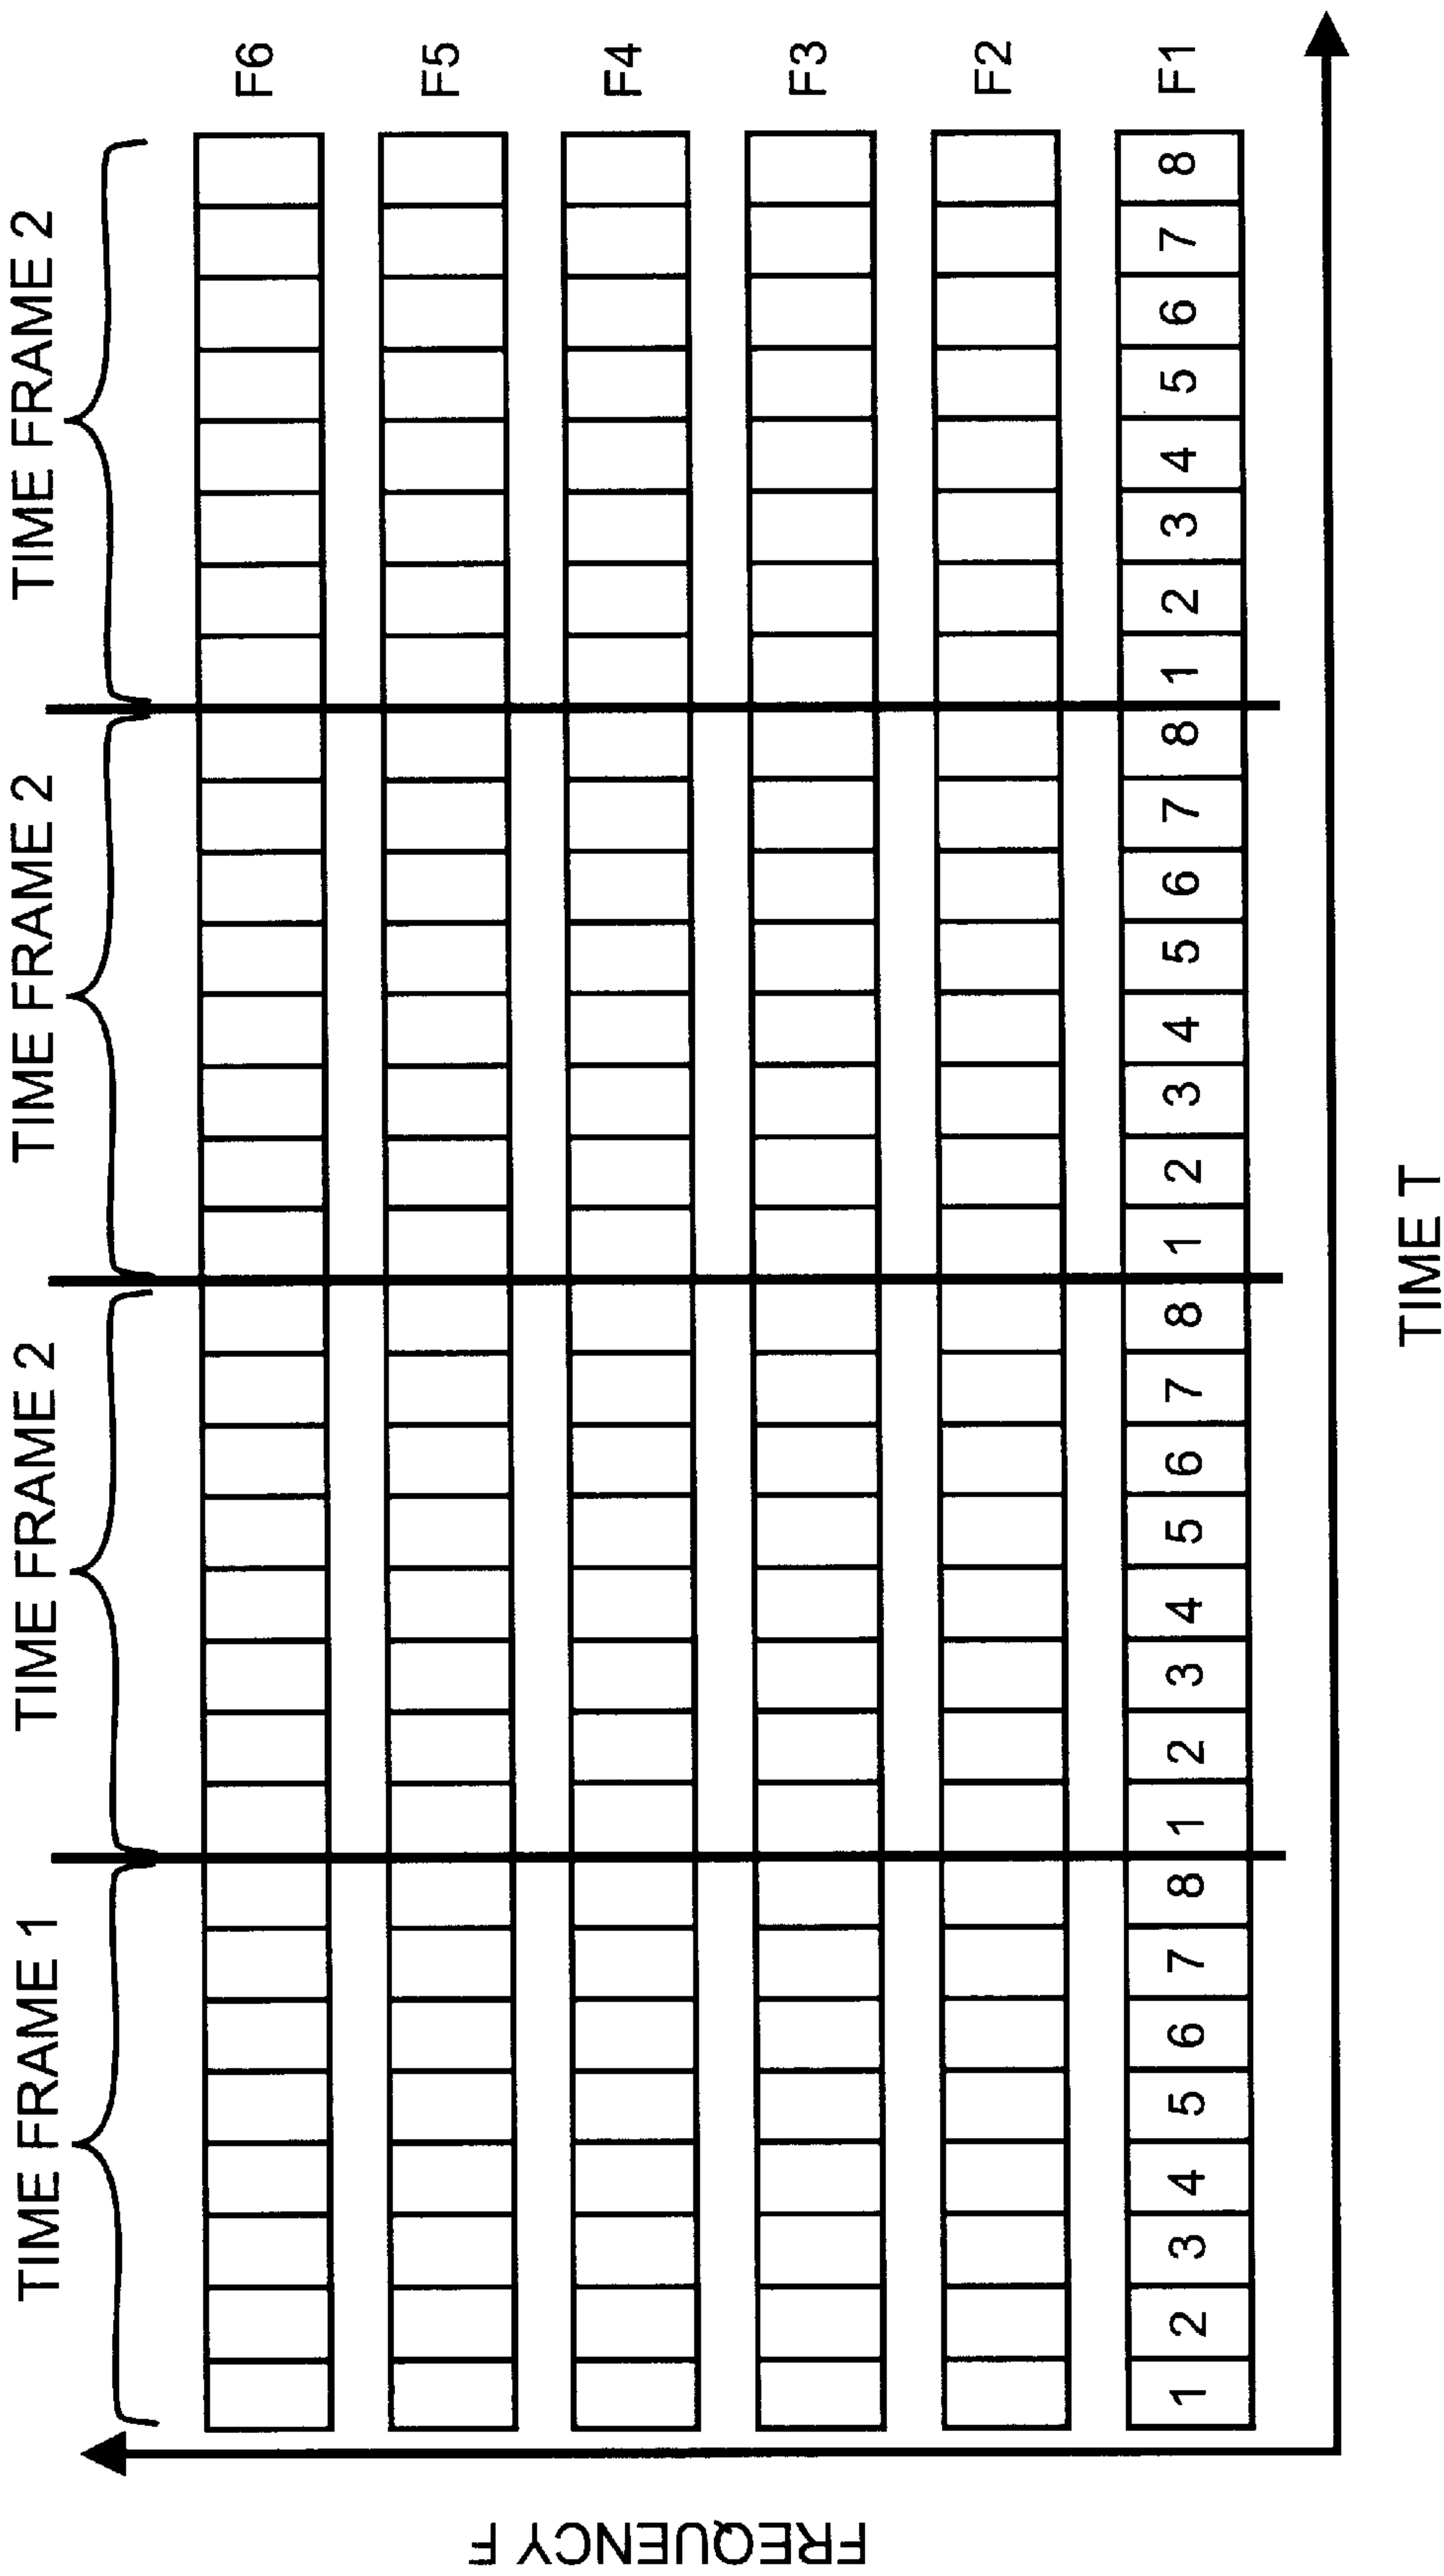 TIME FRAME 1 TIME FRAME 2 TIME FRAME 2 TIME FRAME 2
F6
F5
F4
F3
F2
1 2 3 4 5 6 7 8 1 2 3 4 5 6 7 8 1 2 3 4 5 6 7 8 1 2 3 4 5 6 7 8 F1
FREQUENCY F
TIME T